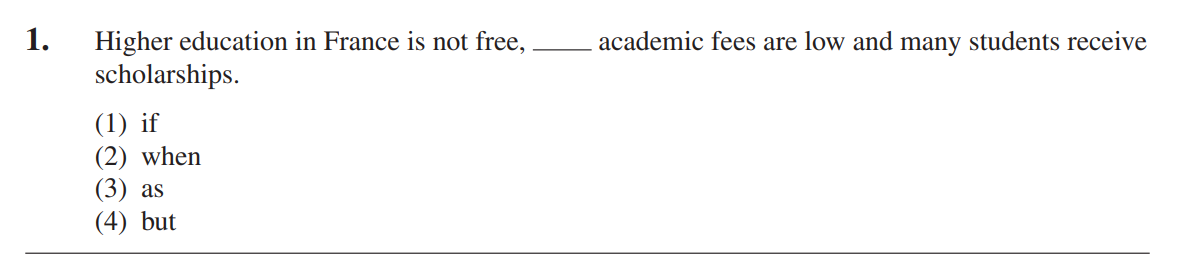 1. Higher education in France is not free, ____ academic fees are low and many students receive
scholarships.
(1) if
(2) when
(3) as
(4) but